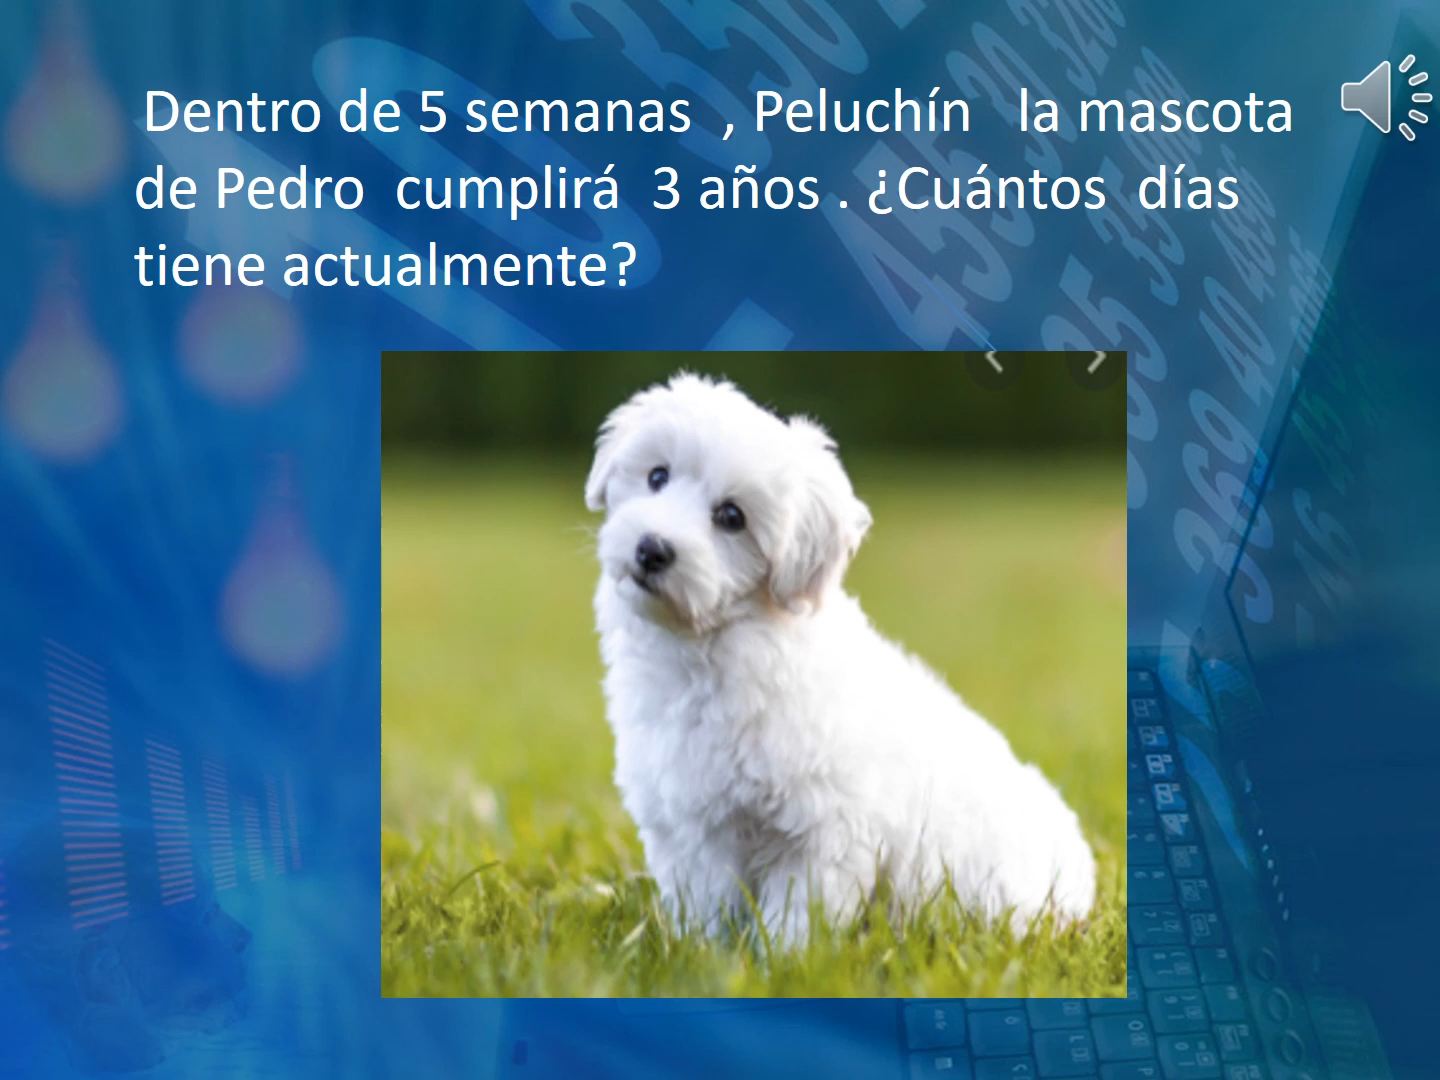 Dentro de 5 semanas , Peluchín la mascota
de Pedro cumplirá 3 años . ¿Cuántos días
tiene actualmente?